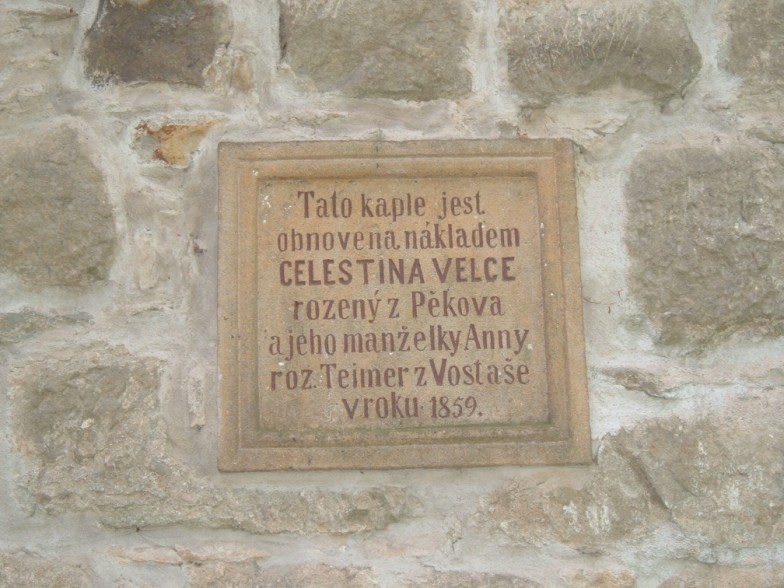 Tato kaple jest
obnovena nákladem
CELESTINA VELCE
rozený z Pěkova
a jeho manželky Anny
roz. Teimer z Vostaše
v roku 1859.